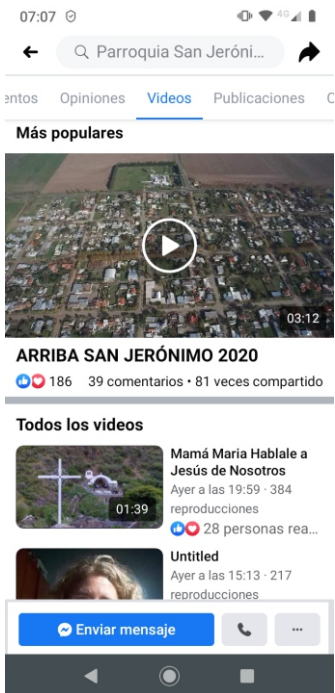 07:07 4G
Parroquia San Jeróni...
entos Opiniones Videos Publicaciones
Más populares
03:12
ARRIBA SAN JERÓNIMO 2020
186 39 comentarios • 81 veces compartido
Todos los videos
Mamá Maria Hablale a
Jesús de Nosotros
Ayer a las 19:59 · 384
reproducciones
01:39
28 personas rea...
Untitled
Ayer a las 15:13 · 217
reproducciones
Enviar mensaje